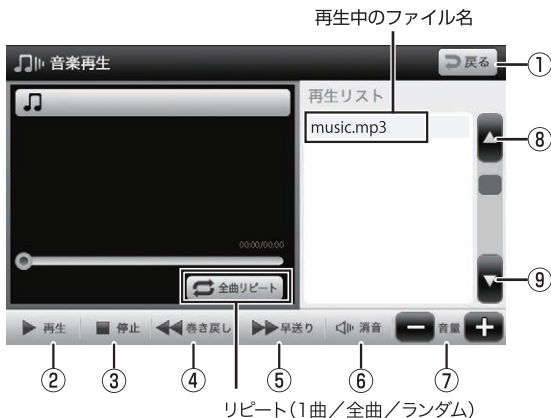 再生中のファイル名
音楽再生
戻る
①
再生リスト
music.mp3
⑧
00:00/00:00
全曲リピート
⑨
再生 停止 巻き戻し 早送り 消音 音量
② ③ ④ ⑤ ⑥ ⑦
リピート(1曲/全曲/ランダム)